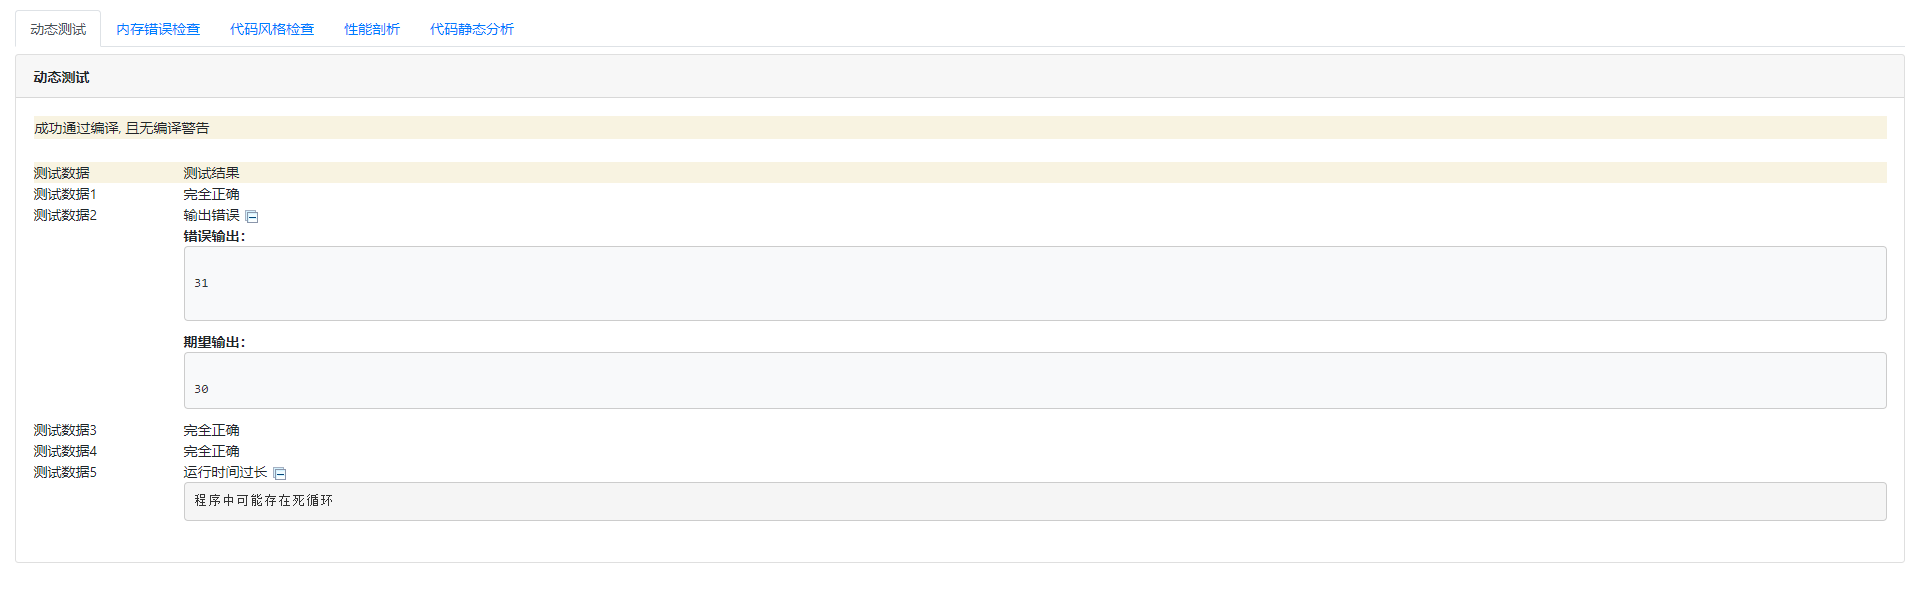 动态测试 内存错误检查 代码风格检查 性能剖析 代码静态分析
动态测试
成功通过编译, 且无编译警告
测试数据 测试结果
测试数据1 完全正确
测试数据2 输出错误
错误输出：
31
期望输出：
30
测试数据3 完全正确
测试数据4 完全正确
测试数据5 运行时间过长
程序中可能存在死循环